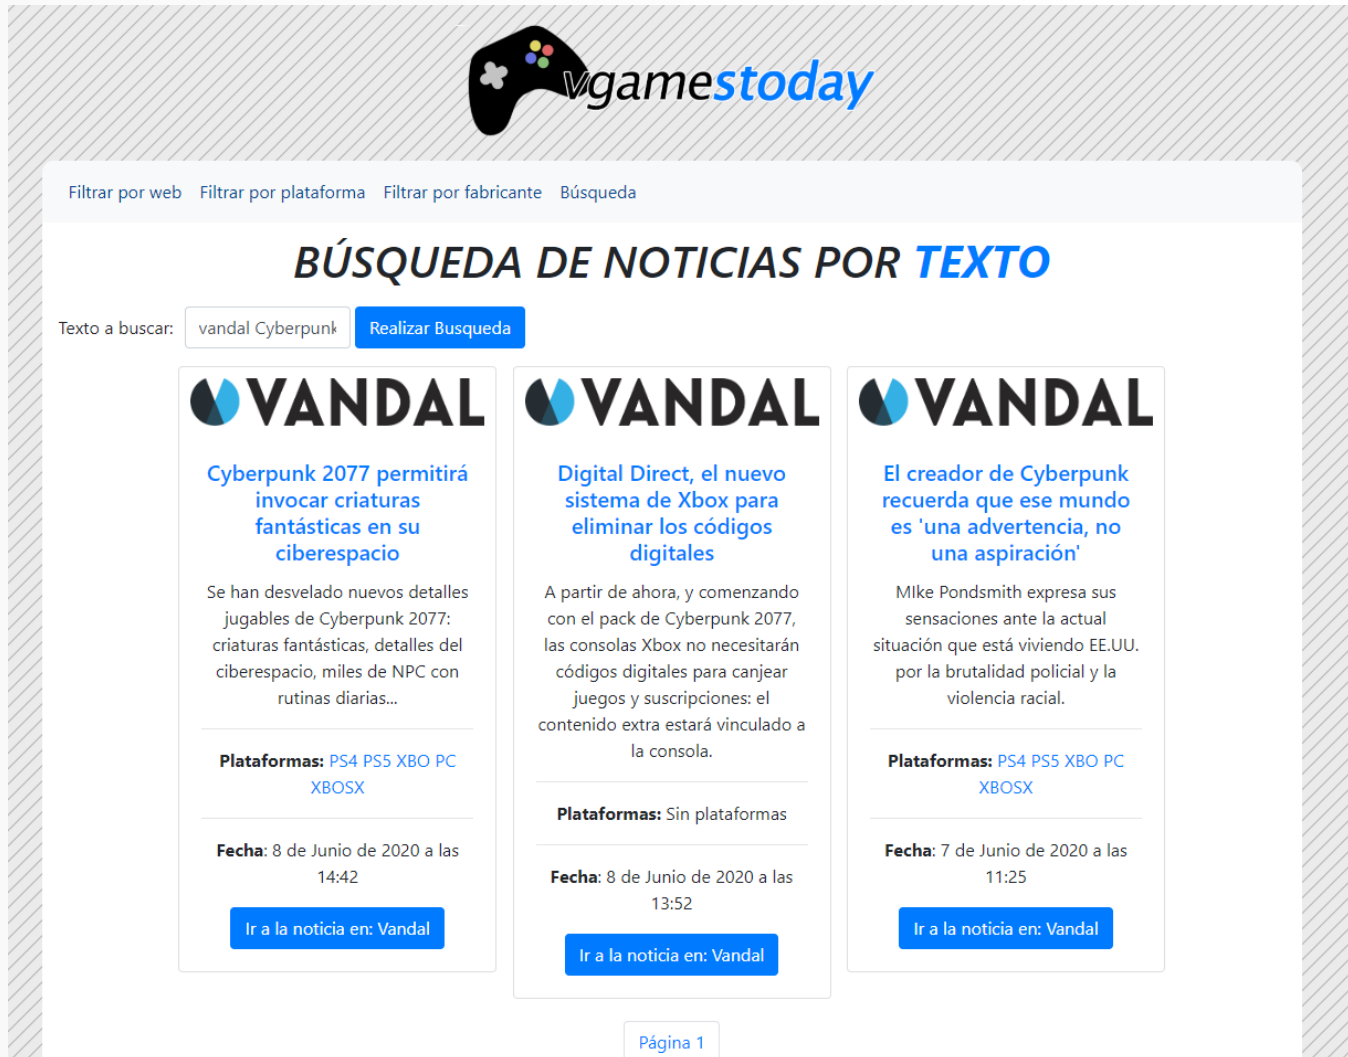 vgamestoday
Filtrar por web Filtrar por plataforma Filtrar por fabricante Búsqueda
BÚSQUEDA DE NOTICIAS POR TEXTO
Texto a buscar: vandal Cyberpunk Realizar Busqueda
VANDAL
Cyberpunk 2077 permitirá
invocar criaturas
fantásticas en su
ciberespacio
Se han desvelado nuevos detalles
jugables de Cyberpunk 2077:
criaturas fantásticas, detalles del
ciberespacio, miles de NPC con
rutinas diarias...
Plataformas: PS4 PS5 XBO PC
XBOSX
Fecha: 8 de Junio de 2020 a las
14:42
Ir a la noticia en: Vandal
VANDAL
Digital Direct, el nuevo
sistema de Xbox para
eliminar los códigos
digitales
A partir de ahora, y comenzando
con el pack de Cyberpunk 2077,
las consolas Xbox no necesitarán
códigos digitales para canjear
juegos y suscripciones: el
contenido extra estará vinculado a
la consola.
Plataformas: Sin plataformas
Fecha: 8 de Junio de 2020 a las
13:52
Ir a la noticia en: Vandal
VANDAL
El creador de Cyberpunk
recuerda que ese mundo
es 'una advertencia, no
una aspiración'
MIke Pondsmith expresa sus
sensaciones ante la actual
situación que está viviendo EE.UU.
por la brutalidad policial y la
violencia racial.
Plataformas: PS4 PS5 XBO PC
XBOSX
Fecha: 7 de Junio de 2020 a las
11:25
Ir a la noticia en: Vandal
Página 1